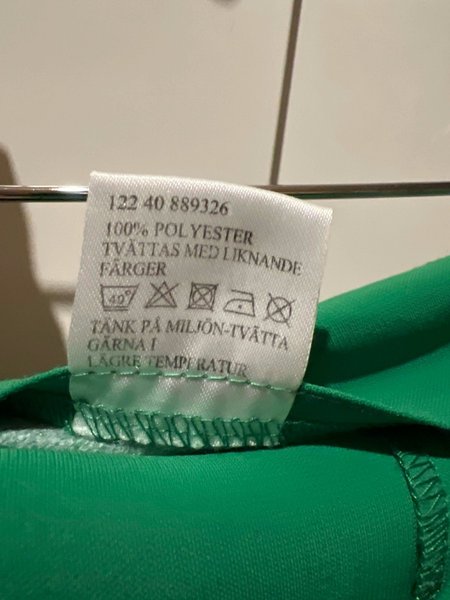 122 40 889326
100% POLYESTER
TVÄTTAS MED LIKNANDE
FÄRGER
40°
TÄNK PÅ MILJÖN-TVÄTTA
GÄRNA I
LÄGRE TEMPERATUR